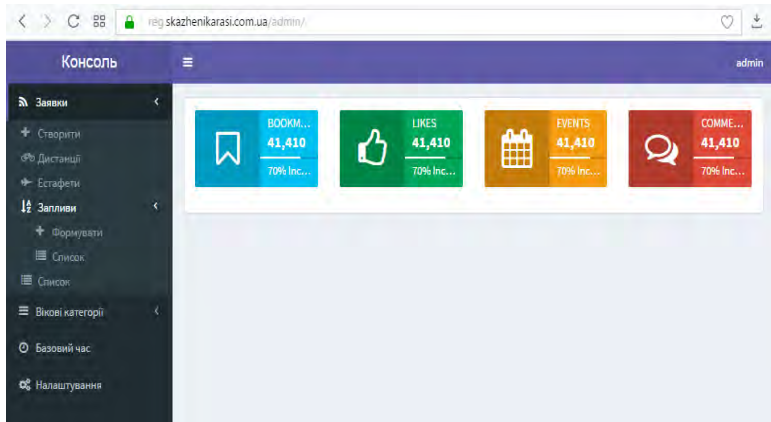 reg.skazhenikarasi.com.ua/admin/
Консоль
admin
Заявки
Створити
Дистанції
Естафети
Запливи
Формувати
Список
Список
Вікові категорії
Базовий час
Налаштування
BOOKM...
41,410
70% Inc...
LIKES
41,410
70% Inc...
EVENTS
41,410
70% Inc...
COMME...
41,410
70% Inc...